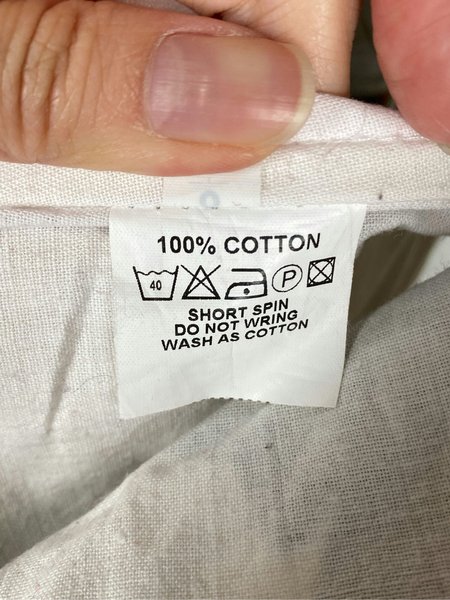 100% COTTON
40 P
SHORT SPIN
DO NOT WRING
WASH AS COTTON